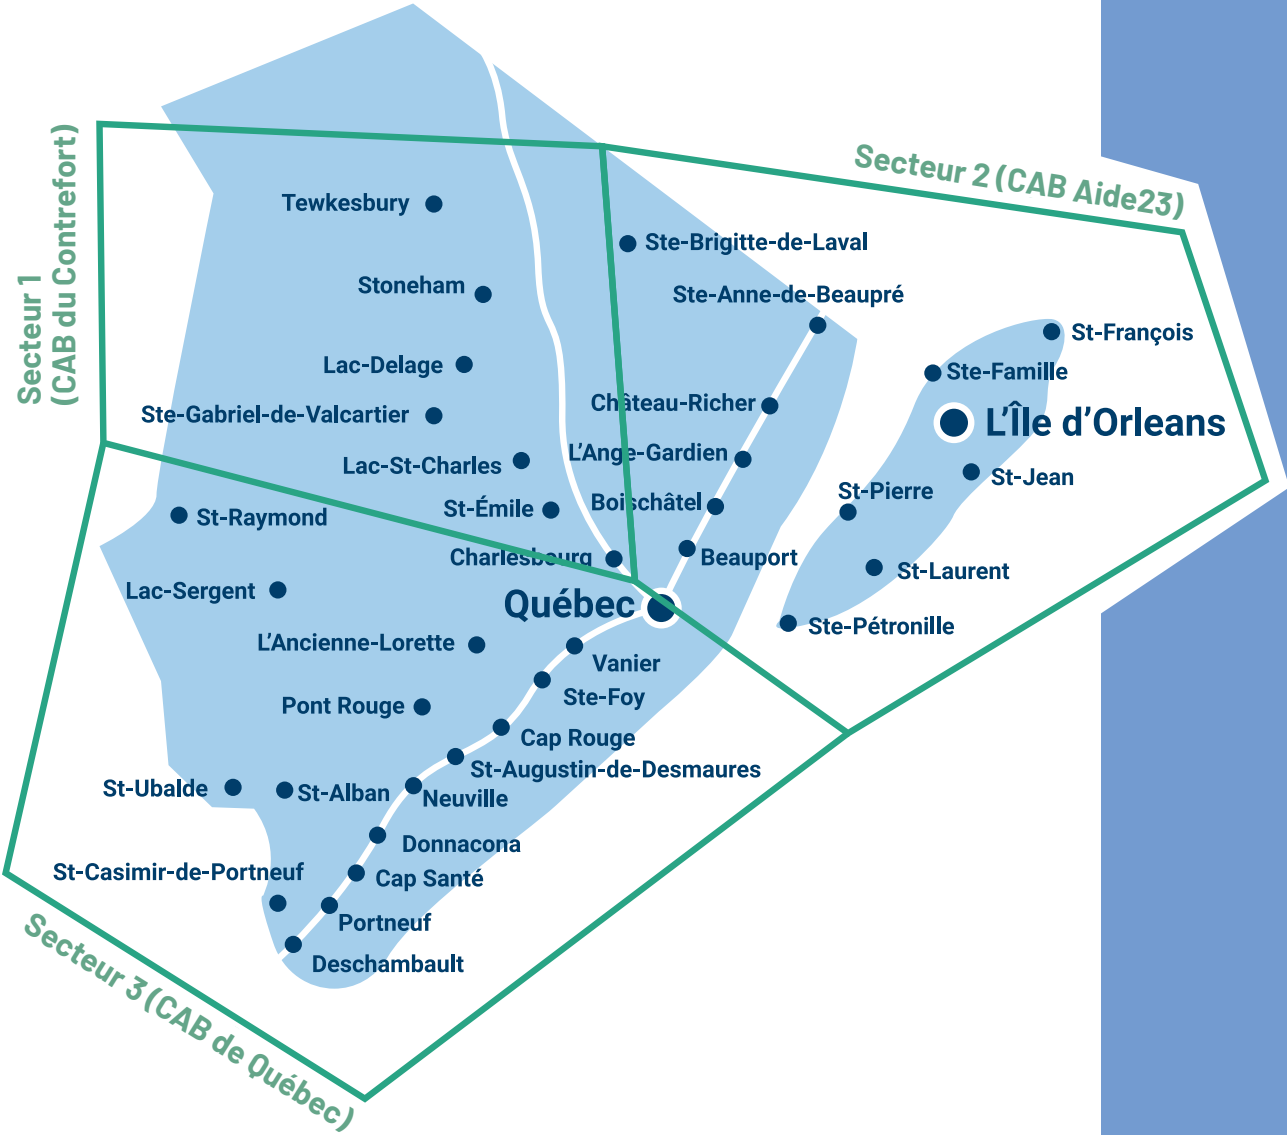 Secteur 1
(CAB du Contrefort)
Secteur 2 (CAB Aide23)
Tewkesbury
Ste-Brigitte-de-Laval
Stoneham
Ste-Anne-de-Beaupré
St-François
Lac-Delage
Ste-Famille
Ste-Gabriel-de-Valcartier
Château-Richer
L'Île d'Orleans
Lac-St-Charles
L'Ange-Gardien
St-Jean
St-Pierre
St-Émile
Boischâtel
St-Raymond
Charlesbourg
Beauport
St-Laurent
Lac-Sergent
Québec
Ste-Pétronille
L'Ancienne-Lorette
Vanier
Ste-Foy
Pont Rouge
Cap Rouge
St-Augustin-de-Desmaures
St-Ubalde
St-Alban
Neuville
Donnacona
St-Casimir-de-Portneuf
Cap Santé
Portneuf
Deschambault
Secteur 3 (CAB de Québec)